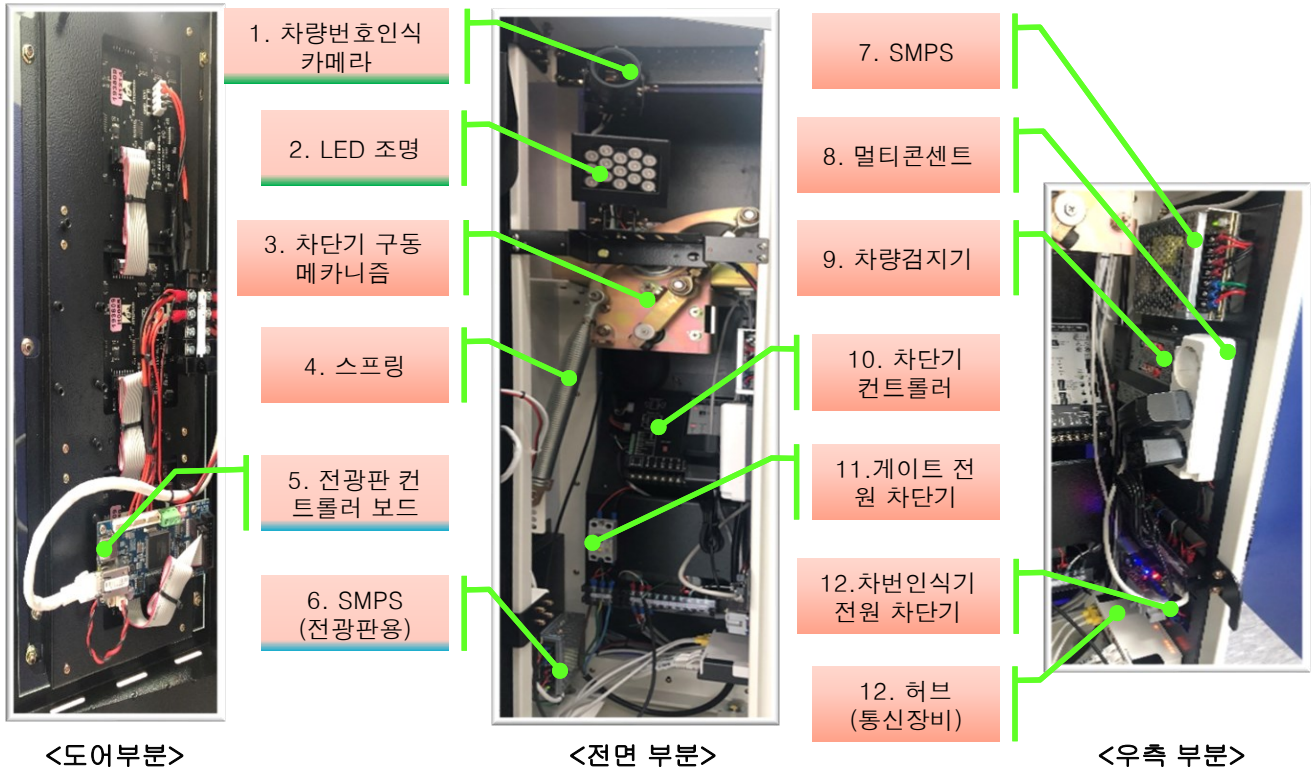 1. 차량번호인식
카메라
2. LED 조명
3. 차단기 구동
메카니즘
4. 스프링
5. 전광판 컨
트롤러 보드
6. SMPS
(전광판용)
7. SMPS
8. 멀티콘센트
9. 차량검지기
10. 차단기
컨트롤러
11.게이트 전
원 차단기
12.차번인식기
전원 차단기
12. 허브
(통신장비)
<도어부분>
<전면 부분>
<우측 부분>